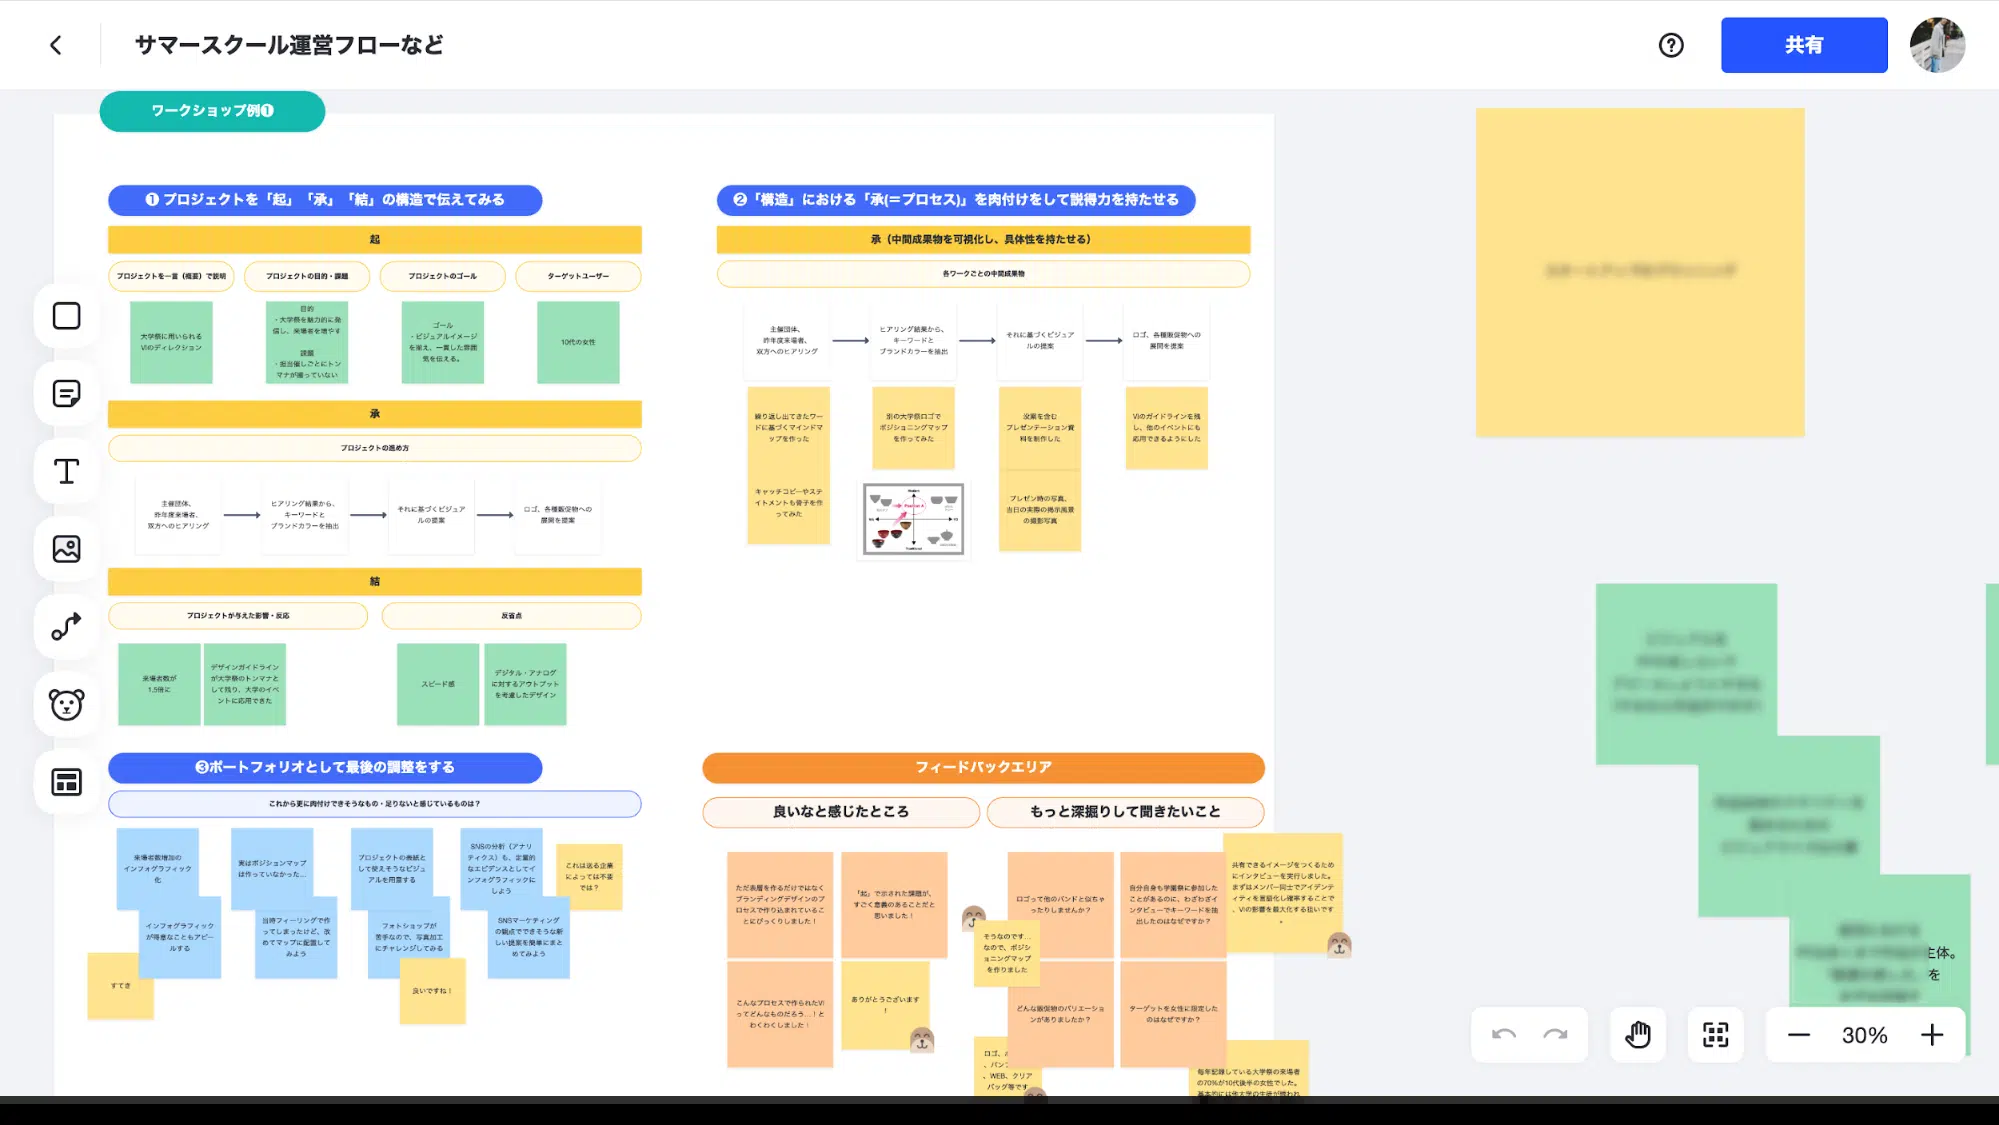 サマースクール運営フローなど
共有
ワークショップ例❶
❶ プロジェクトを「起」「承」「結」の構造で伝えてみる
起
プロジェクトを一言（概要）で説明
プロジェクトの目的・課題
プロジェクトのゴール
ターゲットユーザー
大学祭に用いられる
VIのディレクション
目的
・大学祭を魅力的に発
信し、来場者を増やす
課題
・担当催しごとにトン
マナが揃っていない
ゴール
・ビジュアルイメージ
を揃え、一貫した雰囲
気を伝える。
10代の女性
承
プロジェクトの進め方
主催団体、
昨年度来場者、
双方へのヒアリング
ヒアリング結果から、
キーワードと
ブランドカラーを抽出
それに基づくビジュア
ルの提案
ロゴ、各種販促物への
展開を提案
結
プロジェクトが与えた影響・反応
反省点
来場者数が
1.5倍に
デザインガイドライン
が大学祭のトンマナと
して残り、大学のイベ
ントに応用できた
スピード感
デジタル・アナログ
に対するアウトプット
を考慮したデザイン
❷「構造」における「承(＝プロセス)」を肉付けをして説得力を持たせる
承（中間成果物を可視化し、具体性を持たせる）
各ワークごとの中間成果物
主催団体、
昨年度来場者、
双方へのヒアリング
ヒアリング結果から、
キーワードと
ブランドカラーを抽出
それに基づくビジュア
ルの提案
ロゴ、各種販促物への
展開を提案
繰り返し出てきたワー
ドに基づくマインドマ
ップを作った
別の大学祭ロゴで
ポジショニングマップ
を作ってみた
没案を含む
プレゼンテーション資
料を制作した
VIのガイドラインを残
し、他のイベントにも
応用できるようにした
キャッチコピーやステ
イトメントも骨子を作
ってみた
プレゼン時の写真、
当日の実際の掲示風景
の撮影写真
❸ポートフォリオとして最後の調整をする
これから更に肉付けできそうなもの・足りないと感じているものは？
来場者数増加の
インフォグラフィック
化
実はポジションマップ
は作っていなかった…
プロジェクトの表紙と
して使えそうなビジュ
アルを用意する
SNSの分析（アナリ
ティクス）も、定量的
なエビデンスとしてイ
ンフォグラフィックに
しよう
これは送る企業
によっては不要
では？
インフォグラフィック
が得意なこともアピー
ルする
当時フィーリングで作
ってしまったけど、改
めてマップに配置して
みよう
フォトショップが
苦手なので、写真加工
にチャレンジしてみる
SNSマーケティング
の観点でできそうな新
しい提案を簡単にまと
めてみよう
すてき
良いですね！
フィードバックエリア
良いなと感じたところ
もっと深掘りして聞きたいこと
ただ表層を作るだけではなく
ブランディングデザインのプ
ロセスで作り込まれているこ
とにびっくりしました！
「起」で示された課題が、
すごく意義のあることだと
思いました！
ロゴって他のバンドと似ちゃ
ったりしませんか？
自分自身も学園祭に参加した
ことがあるのに、わざわざイ
ンタビューでキーワードを抽
出したのはなぜですか？
共有できるイメージをつくるため
にインタビューを実行しました。
まずはメンバー同士でアイデンテ
ィティを言語化し確率することで
、VIの影響を最大化する狙いです
。
そうなのです…
なので、ポジシ
ョニングマップ
を作りました
こんなプロセスで作られたVI
ってどんなものだろう…！と
わくわくしました！
ありがとうございます
！
どんな販促物のバリエーショ
ンがありましたか？
ターゲットを女性に設定した
のはなぜですか？
、WEB、クリア
バッグ等です
毎年記録している大学祭の来場者
の70%が10代後半の女性でした。
主体。
を
30%